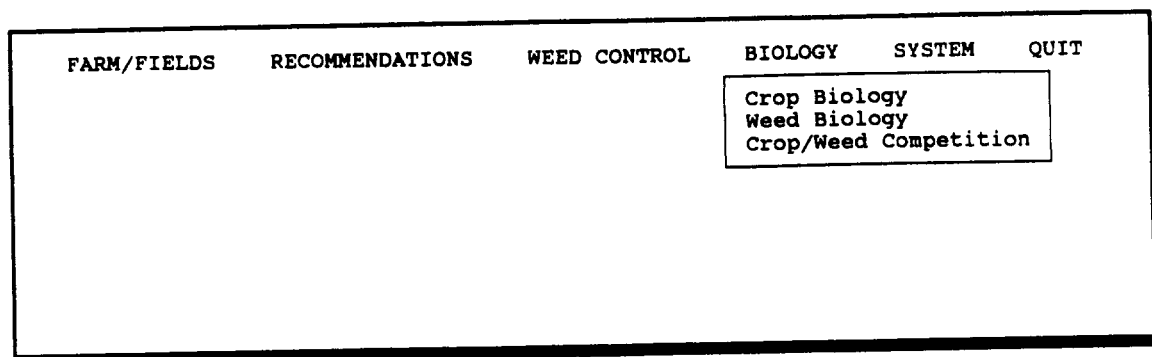 FARM/FIELDS RECOMMENDATIONS WEED CONTROL BIOLOGY SYSTEM QUIT
Crop Biology
Weed Biology
Crop/Weed Competition